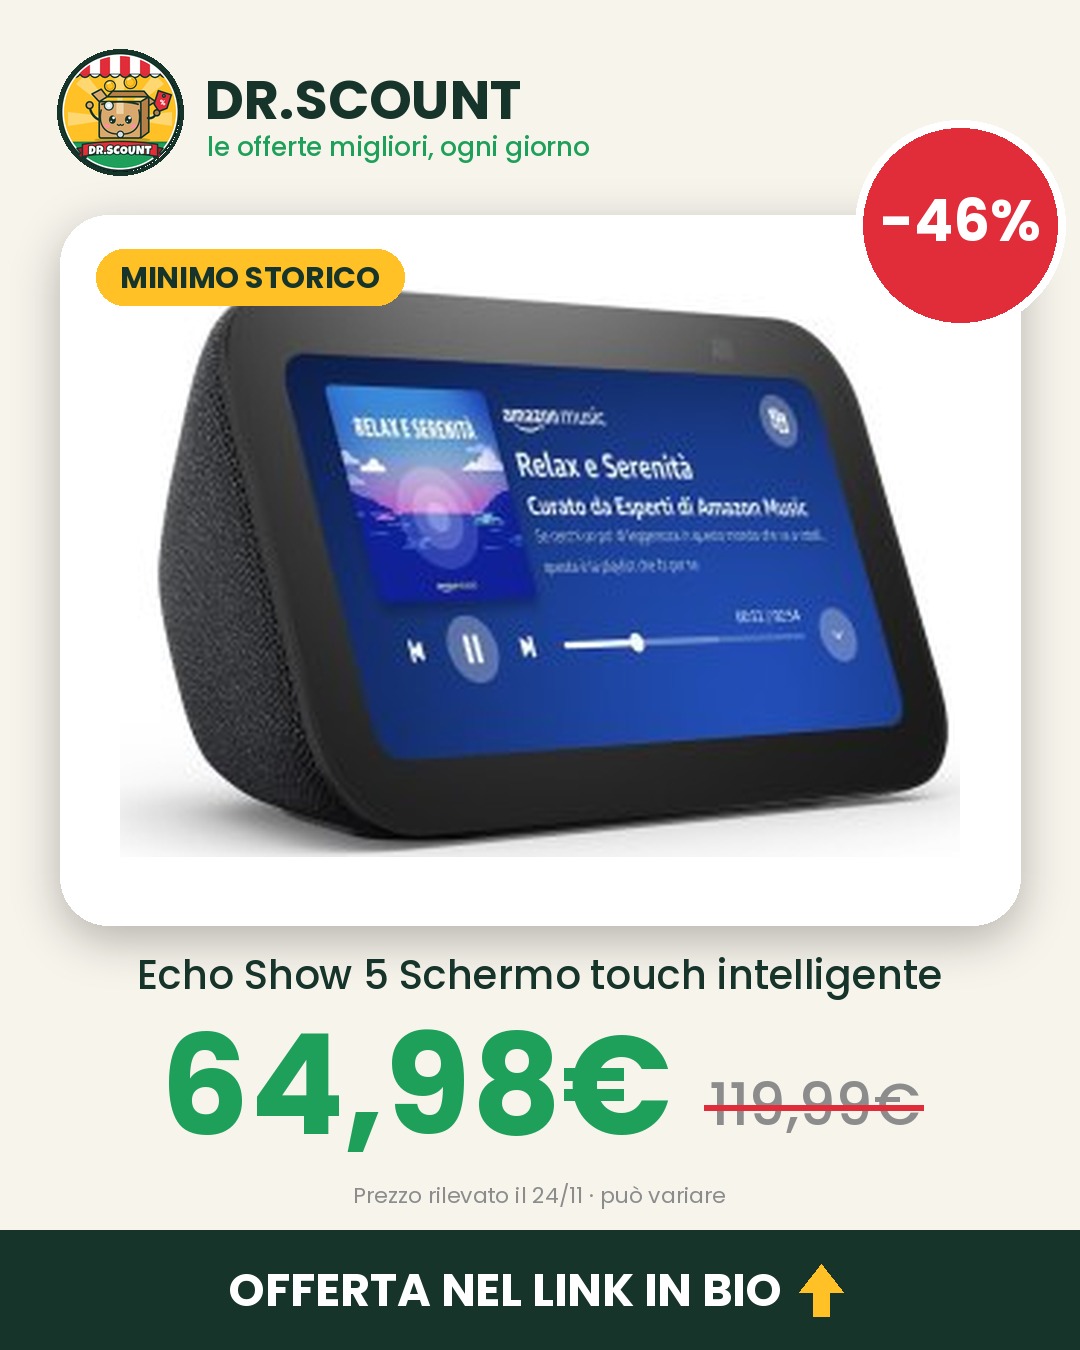 DR.SCOUNT
DR.SCOUNT
le offerte migliori, ogni giorno
-46%
MINIMO STORICO
RELAX E SERENITÀ
amazon music
Relax e Serenità
Curato da Esperti di Amazon Music
Echo Show 5 Schermo touch intelligente
64,98€ 119,99€
Prezzo rilevato il 24/11 · può variare
OFFERTA NEL LINK IN BIO